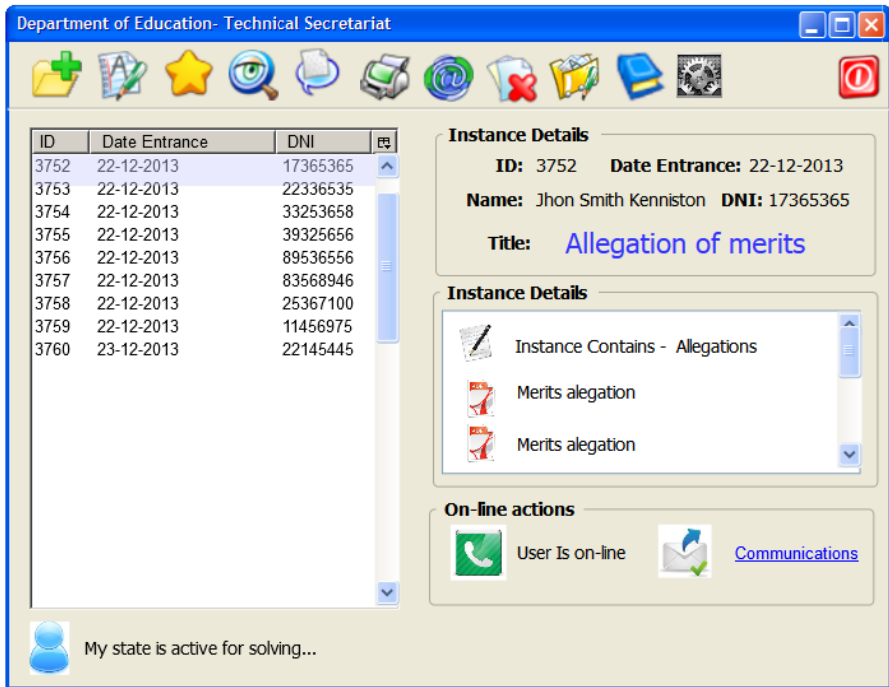 Department of Education- Technical Secretariat
ID Date Entrance DNI
3752 22-12-2013 17365365
3753 22-12-2013 22336535
3754 22-12-2013 33253658
3755 22-12-2013 39325656
3756 22-12-2013 89536556
3757 22-12-2013 83568946
3758 22-12-2013 25367100
3759 22-12-2013 11456975
3760 23-12-2013 22145445
Instance Details
ID: 3752 Date Entrance: 22-12-2013
Name: Jhon Smith Kenniston DNI: 17365365
Title: Allegation of merits
Instance Details
Instance Contains - Allegations
Merits alegation
Merits alegation
On-line actions
User Is on-line Communications
My state is active for solving...